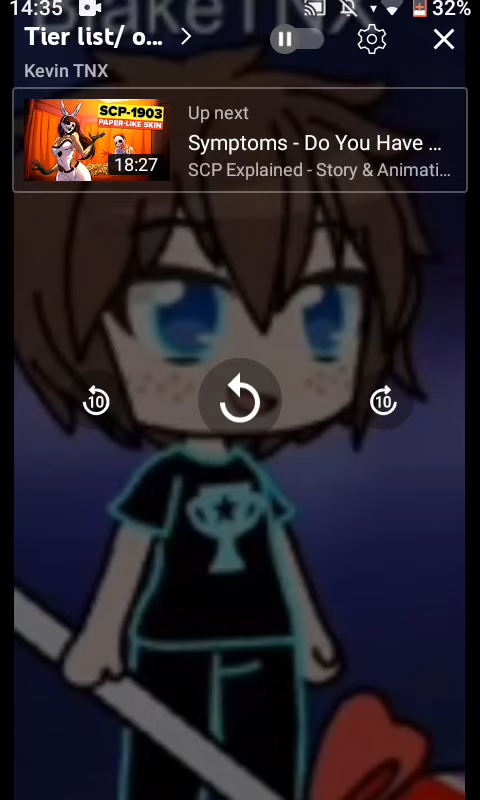 14:35
32%
Tier list/ o...
Kevin TNX
SCP-1903
PAPER-LIKE SKIN
18:27
Up next
Symptoms - Do You Have ...
SCP Explained - Story & Animati...
10
10